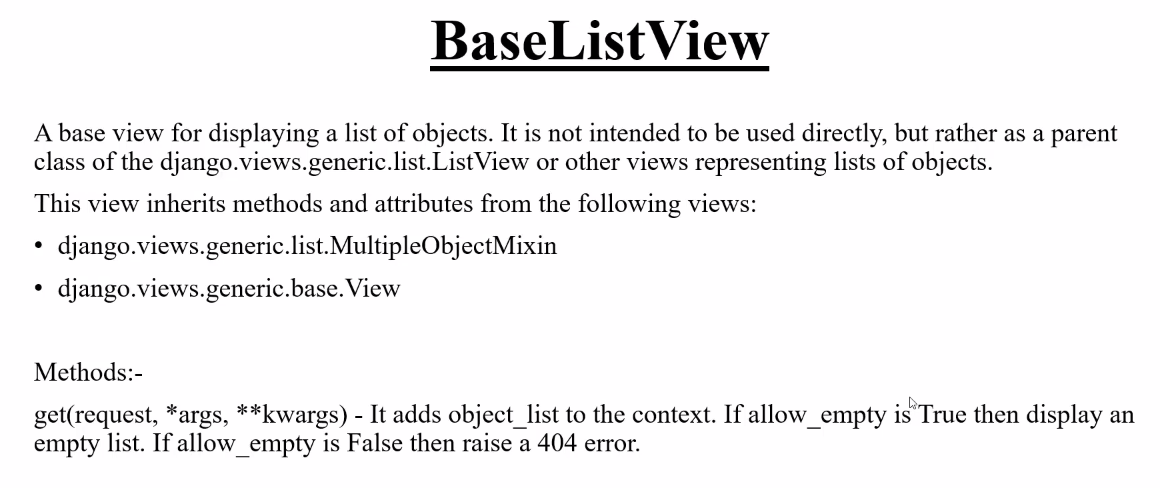 BaseListView
A base view for displaying a list of objects. It is not intended to be used directly, but rather as a parent
class of the django.views.generic.list.ListView or other views representing lists of objects.
This view inherits methods and attributes from the following views:
• django.views.generic.list.MultipleObjectMixin
• django.views.generic.base.View
Methods:-
get(request, *args, **kwargs) - It adds object_list to the context. If allow_empty is True then display an
empty list. If allow_empty is False then raise a 404 error.